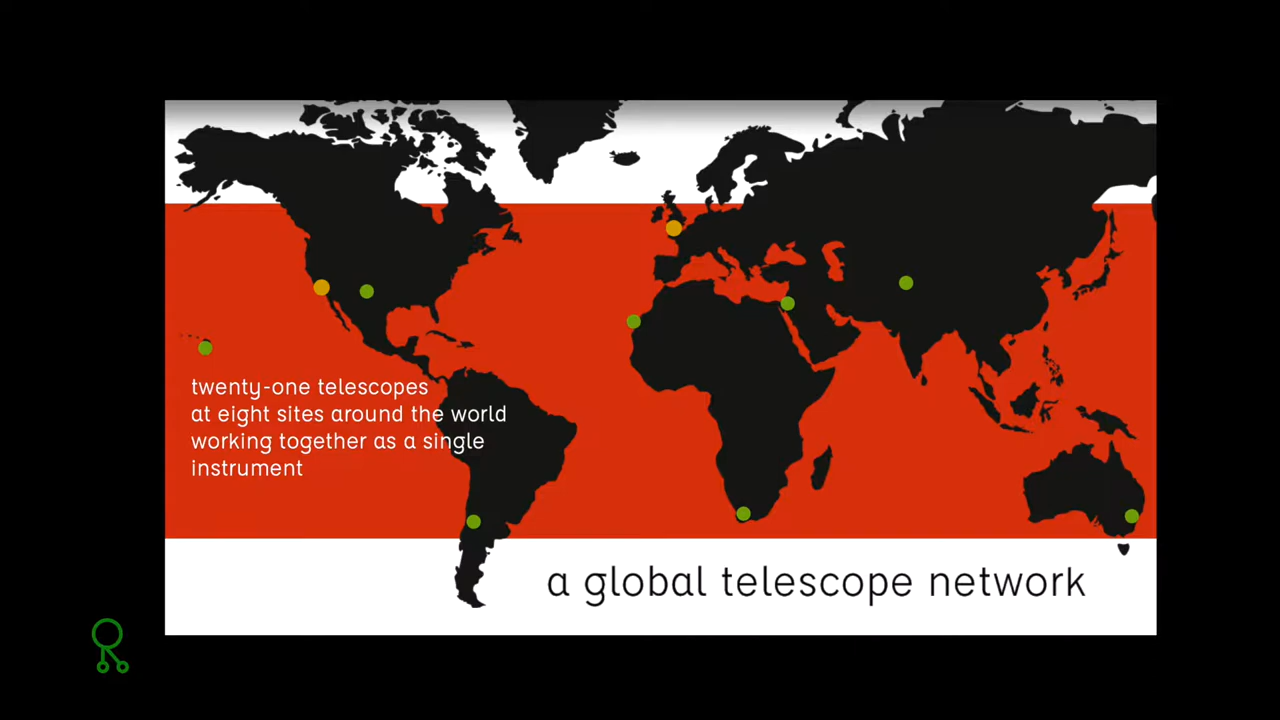 twenty-one telescopes
at eight sites around the world
working together as a single
instrument
a global telescope network